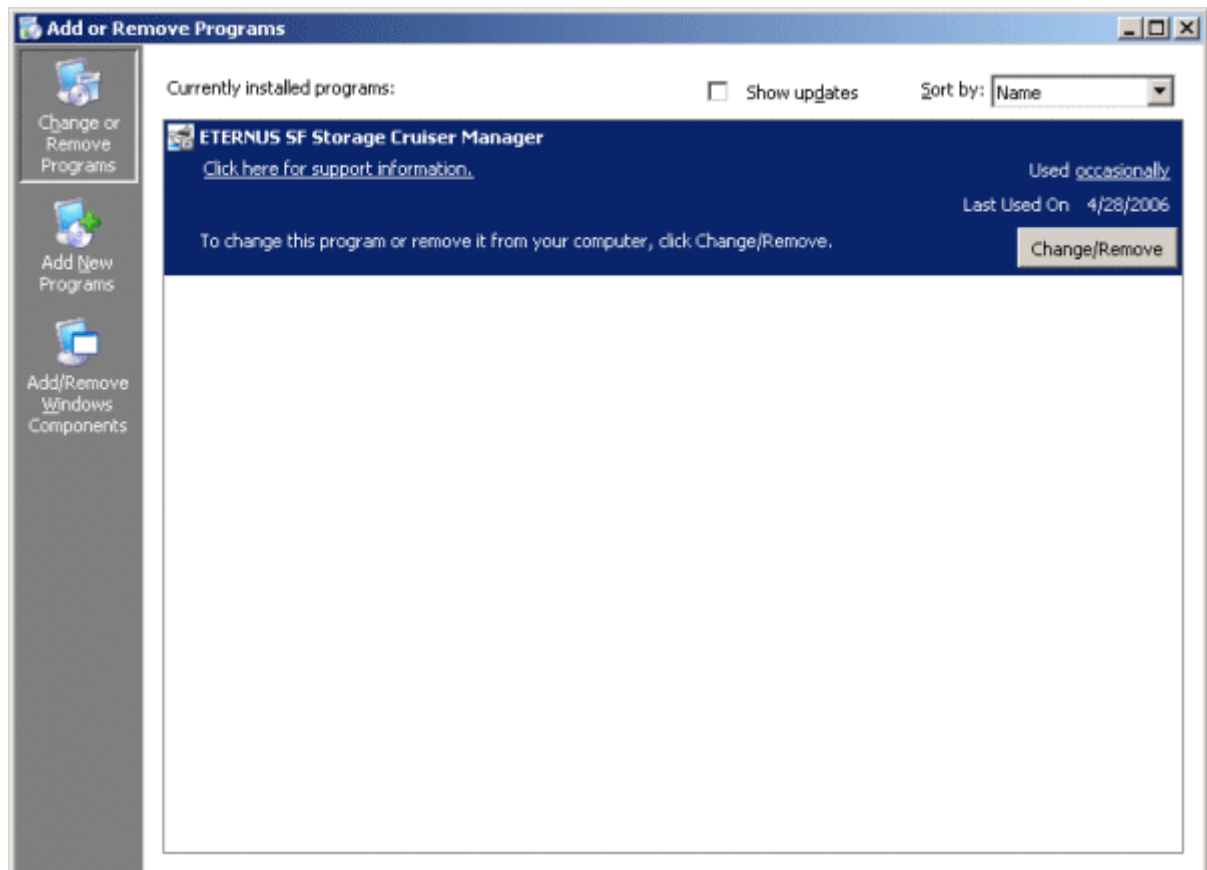 Add or Remove Programs
Change or
Remove
Programs
Add New
Programs
Add/Remove
Windows
Components
Currently installed programs:
Show updates
Sort by: Name
ETERNUS SF Storage Cruiser Manager
Click here for support information.
Used occasionally
Last Used On 4/28/2006
To change this program or remove it from your computer, click Change/Remove.
Change/Remove